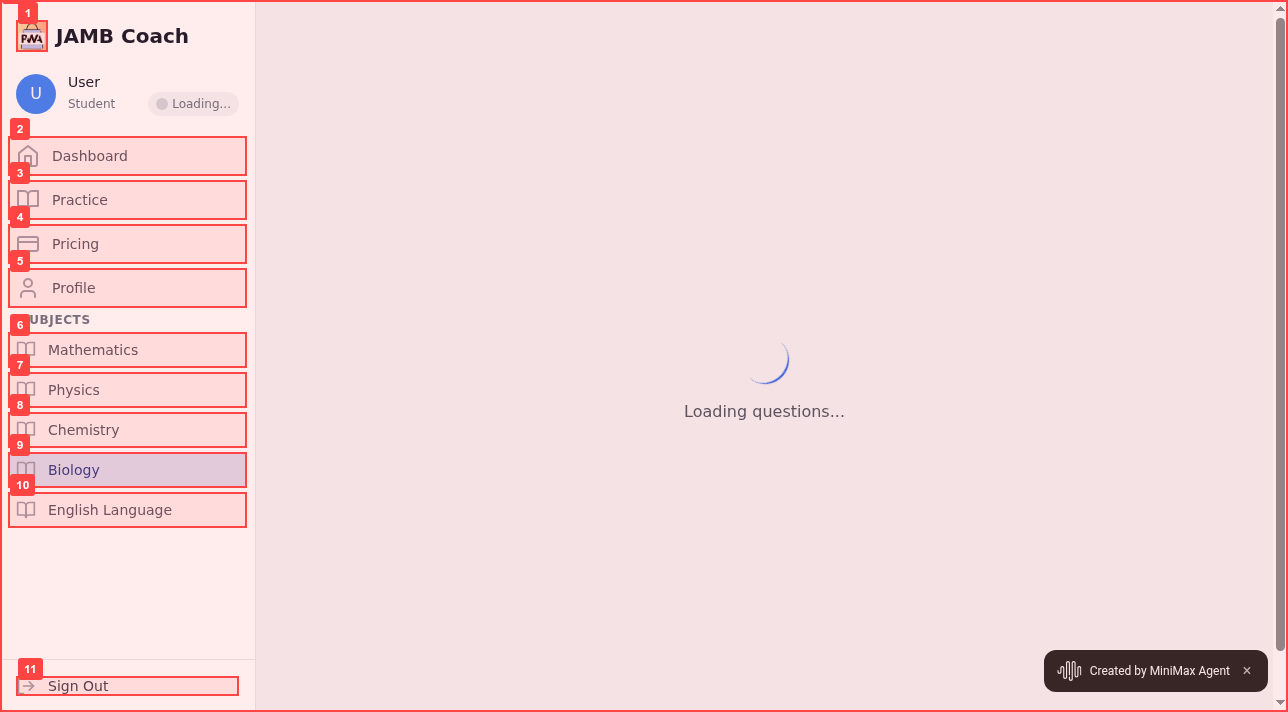 1
PWA
JAMB Coach
U
User
Student
Loading...
2
Dashboard
3
Practice
4
Pricing
5
Profile
UBJECTS
6
Mathematics
7
Physics
8
Chemistry
9
Biology
10
English Language
11
Sign Out
Loading questions...
Created by MiniMax Agent ×